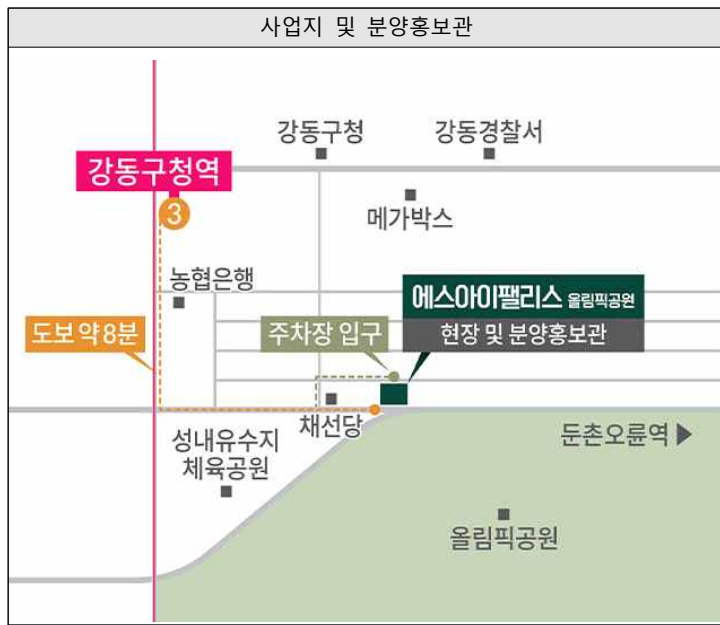 사업지 및 분양홍보관
강동구청
강동경찰서
강동구청역
3
메가박스
농협은행
에스아이팰리스 올림픽공원
현장 및 분양홍보관
도보 약 8분
주차장 입구
채선당
둔촌오륜역 ▶
성내유수지
체육공원
올림픽공원